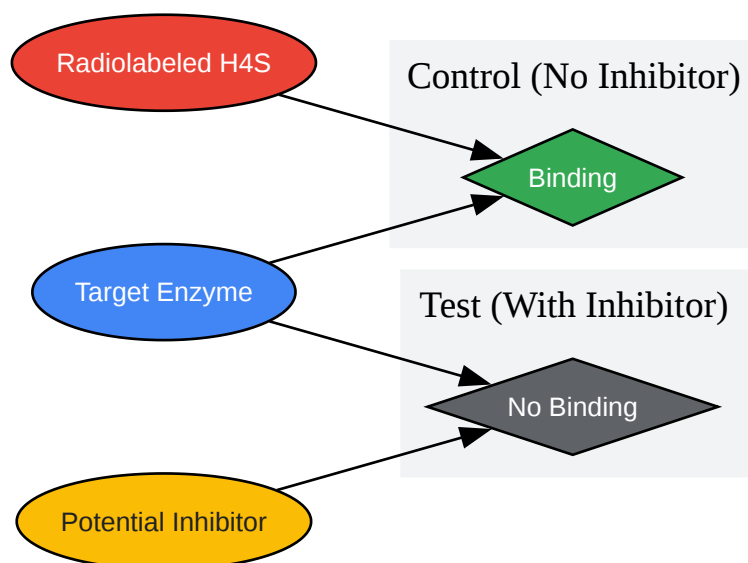 Radiolabeled H4S
Control (No Inhibitor)
Binding
Target Enzyme
Test (With Inhibitor)
No Binding
Potential Inhibitor